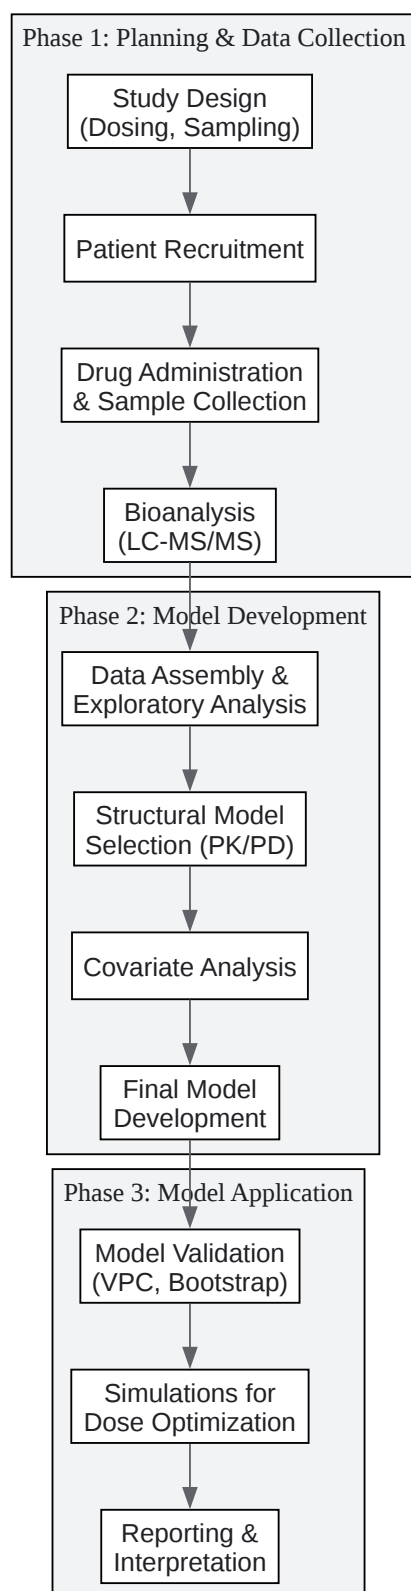 Phase 1: Planning & Data Collection
Study Design
(Dosing, Sampling)
Patient Recruitment
Drug Administration
& Sample Collection
Bioanalysis
(LC-MS/MS)
Phase 2: Model Development
Data Assembly &
Exploratory Analysis
Structural Model
Selection (PK/PD)
Covariate Analysis
Final Model
Development
Phase 3: Model Application
Model Validation
(VPC, Bootstrap)
Simulations for
Dose Optimization
Reporting &
Interpretation